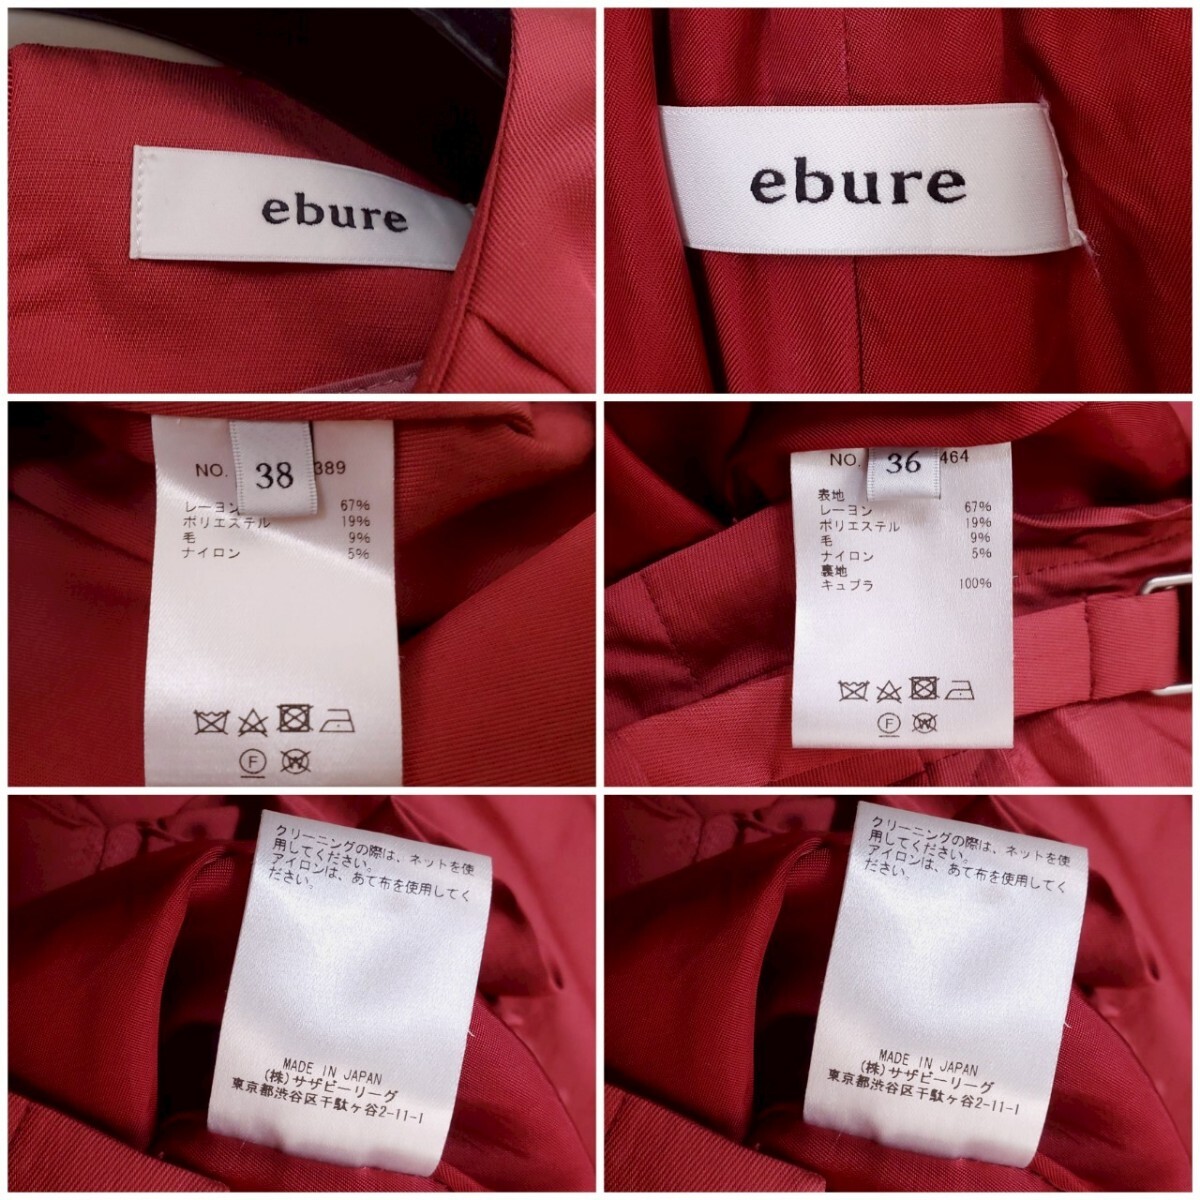 ebure
ebure
NO. 38 389
レーヨン 67%
ポリエステル 19%
毛 9%
ナイロン 5%
F
W
NO. 36 464
表地
レーヨン 67%
ポリエステル 19%
毛 9%
ナイロン 5%
裏地
キュプラ 100%
F
W
クリーニングの際は、ネットを使
用してください。
アイロンは、あて布を使用してく
ださい。
MADE IN JAPAN
(株)サザビーリーグ
東京都渋谷区千駄ヶ谷2-11-1
クリーニングの際は、ネットを使
用してください。
アイロンは、あて布を使用してく
ださい。
MADE IN JAPAN
(株)サザビーリーグ
東京都渋谷区千駄ヶ谷2-11-1